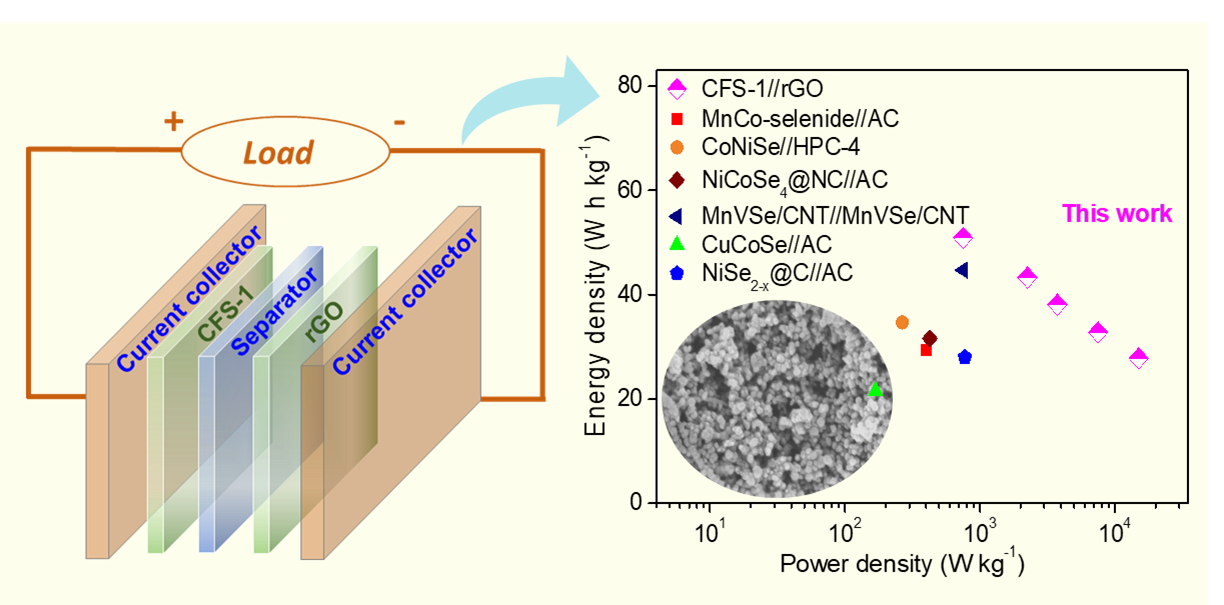 +
-
Load
Current collector
CFS-1
Separator
rGO
Current collector
Energy density (W h kg⁻¹)
80
60
40
20
0
CFS-1//rGO
MnCo-selenide//AC
CoNiSe//HPC-4
NiCoSe₄@NC//AC
MnVSe/CNT//MnVSe/CNT
CuCoSe//AC
NiSe₂₋ₓ@C//AC
This work
10¹
10²
10³
10⁴
Power density (W kg⁻¹)